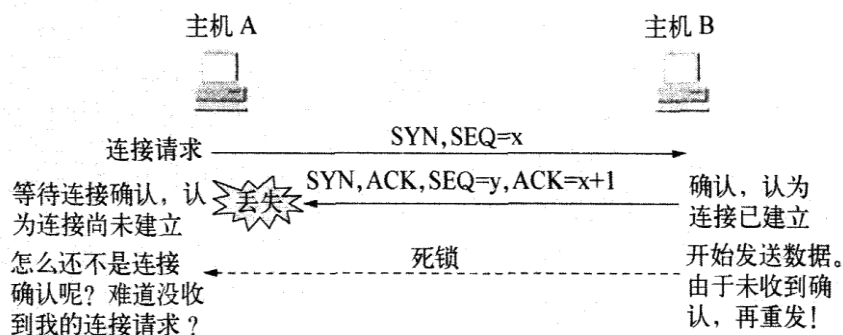 主机 A
主机 B
连接请求
SYN,SEQ=x
等待连接确认，认
为连接尚未建立
丢失
SYN,ACK,SEQ=y,ACK=x+1
确认，认为
连接已建立
怎么还不是连接
确认呢？难道没收
到我的连接请求？
死锁
开始发送数据。
由于未收到确
认，再重发！